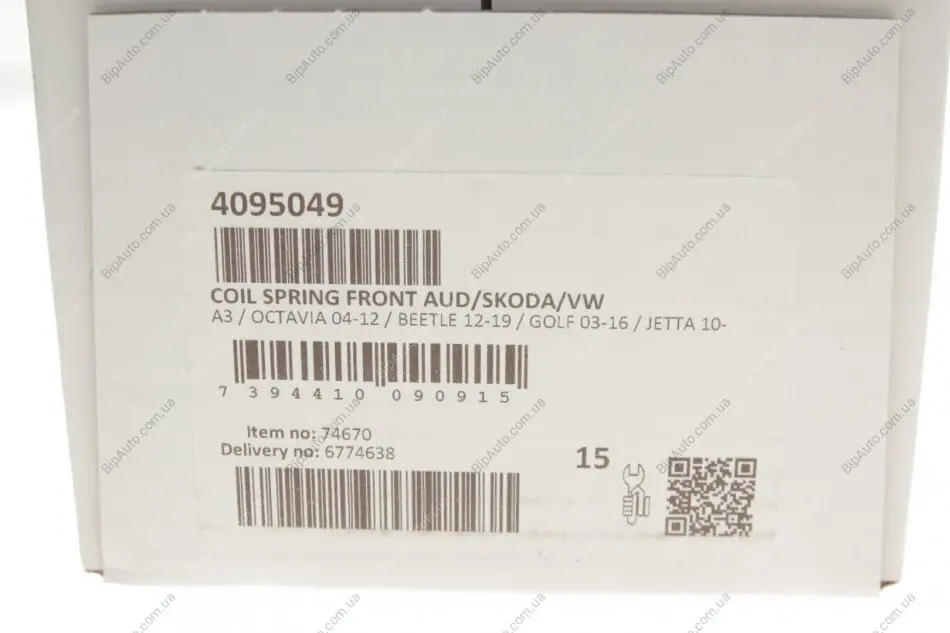 4095049
COIL SPRING FRONT AUD/SKODA/VW
A3 / OCTAVIA 04-12 / BEETLE 12-19 / GOLF 03-16 / JETTA 10-
7 394410 090915
Item no: 74670
Delivery no: 6774638
15
BipAuto.com.ua